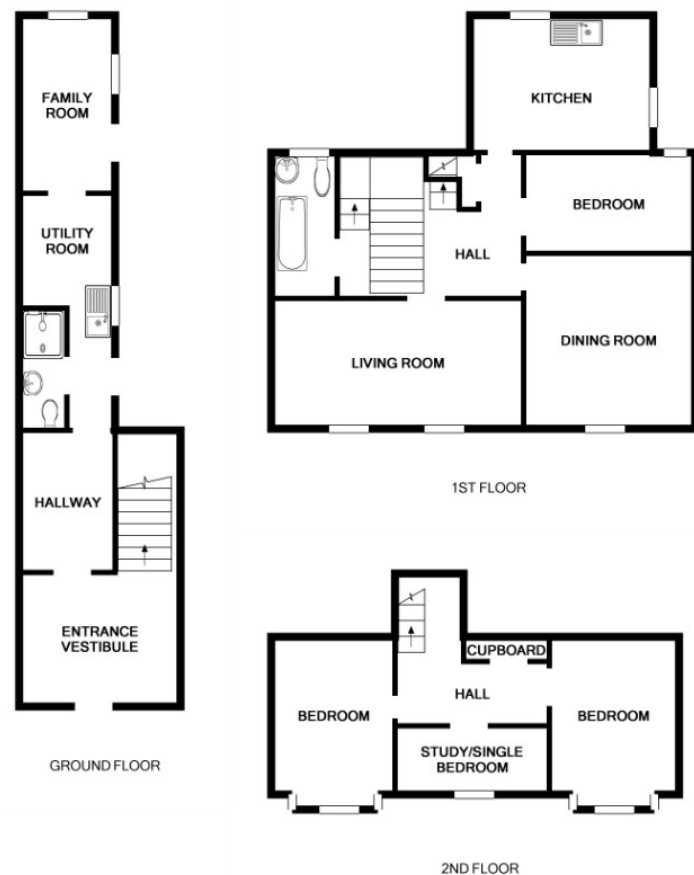 FAMILY
ROOM
UTILITY
ROOM
HALLWAY
ENTRANCE
VESTIBULE
GROUND FLOOR
KITCHEN
BEDROOM
HALL
DINING ROOM
LIVING ROOM
1ST FLOOR
CUPBOARD
HALL
BEDROOM
BEDROOM
STUDY/SINGLE
BEDROOM
2ND FLOOR